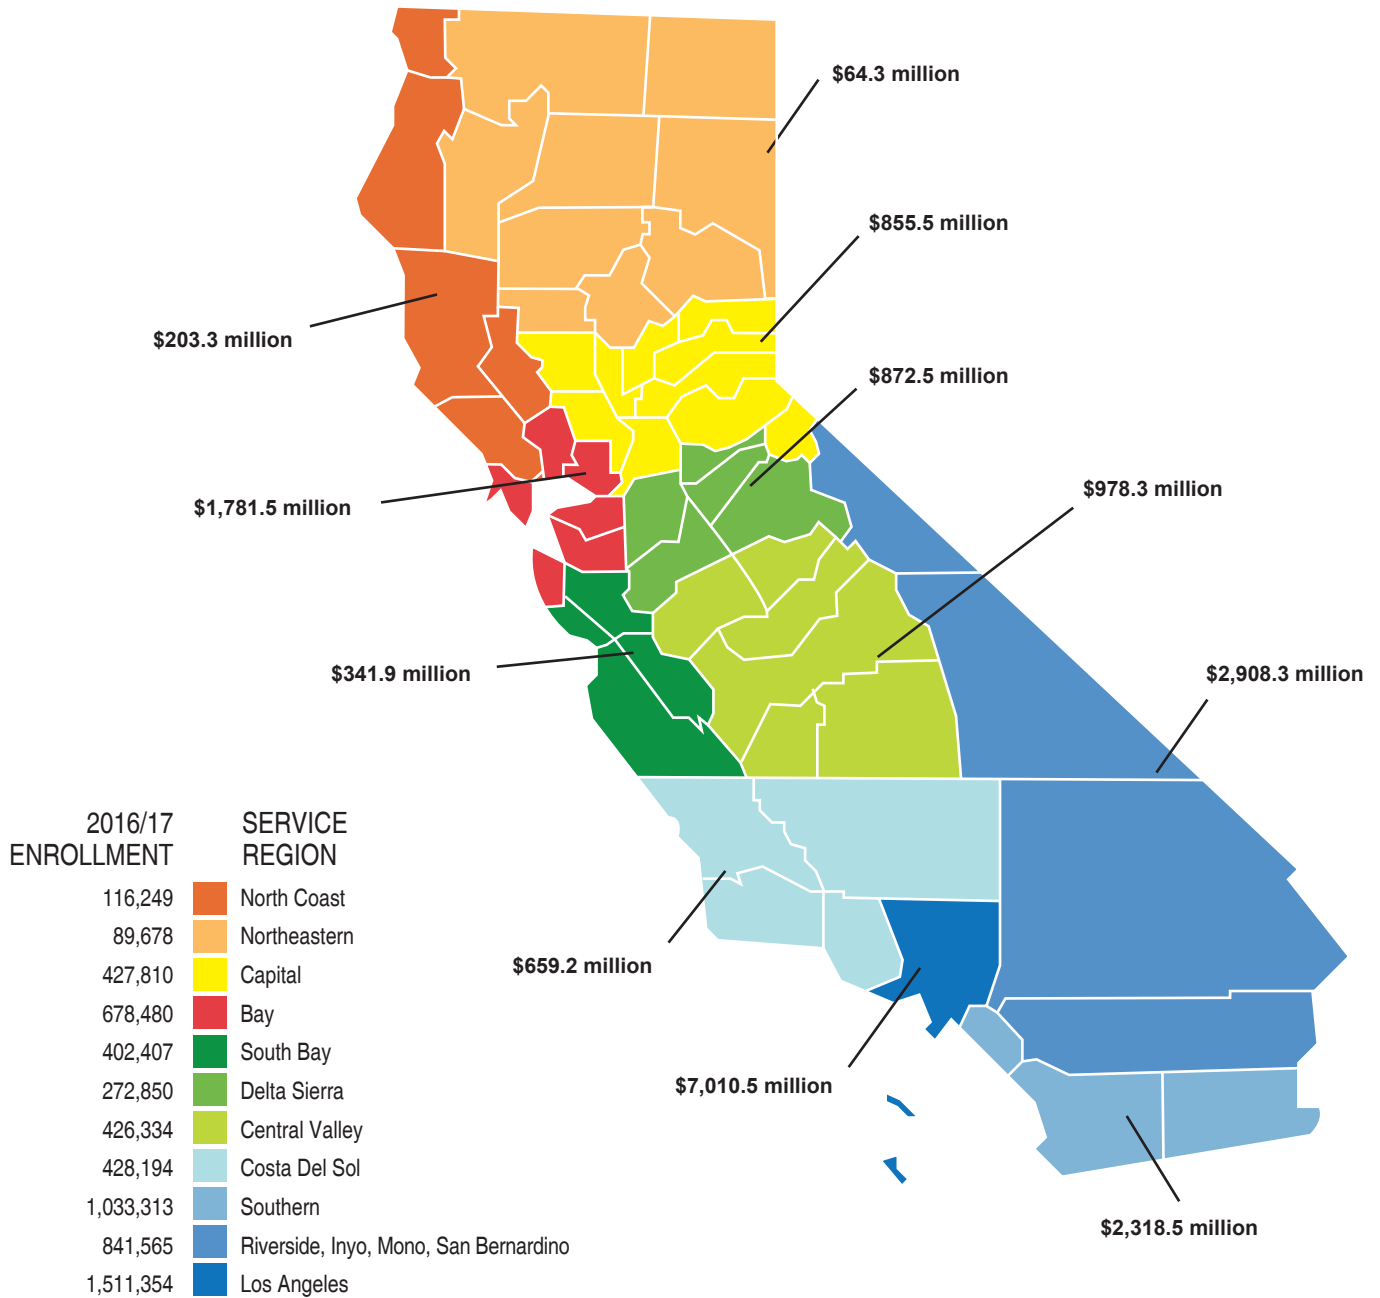 $64.3 million
$855.5 million
$203.3 million
$872.5 million
$978.3 million
$1,781.5 million
$341.9 million
$2,908.3 million
2016/17 SERVICE
ENROLLMENT REGION
116,249 North Coast
89,678 Northeastern
427,810 Capital
678,480 Bay
402,407 South Bay
272,850 Delta Sierra
426,334 Central Valley
428,194 Costa Del Sol
1,033,313 Southern
841,565 Riverside, Inyo, Mono, San Bernardino
1,511,354 Los Angeles
$659.2 million
$7,010.5 million
$2,318.5 million